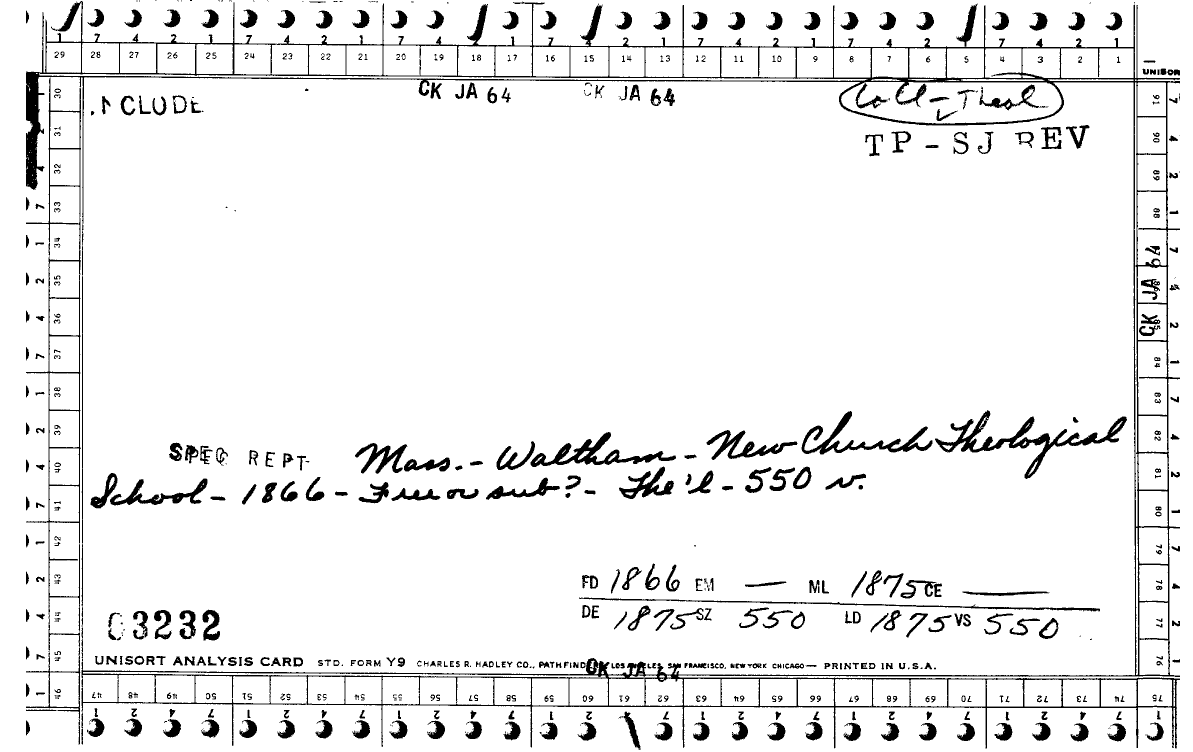 1 7 4 2 1 7 4 2 1 7 4 2 1 7 4 2 1 7 4 2 1 7 4 2 1
29 28 27 26 25 24 23 22 21 20 19 18 17 16 15 14 13 12 11 10 9 8 7 6 5 4 3 2 1
UNISOR
CK JA 64 CK JA 64 Coll-Theol
NCLUDE
TP-SJ REV
CK JA 64
SPEC REPT Mass.- Waltham - New Church Theological
School - 1866 - Free or sub? - The'l - 550 v.
FD 1866 EM — ML 1875 CE —
DE 1875 SZ 550 LD 1875 VS 550
03232
UNISORT ANALYSIS CARD STD. FORM Y9 CHARLES R. HADLEY CO., PATHFINDERS LOS ANGELES, SAN FRANCISCO, NEW YORK CHICAGO — PRINTED IN U.S.A.
CK JA 64
30 31 32 33 34 35 36 37 38 39 40 41 42 43 44 45 46
47 48 49 50 51 52 53 54 55 56 57 58 59 60 61 62 63 64 65 66 67 68 69 70 71 72 73 74 75
76 77 78 79 80 81 82 83 84 85 86 87 88 89 90 91